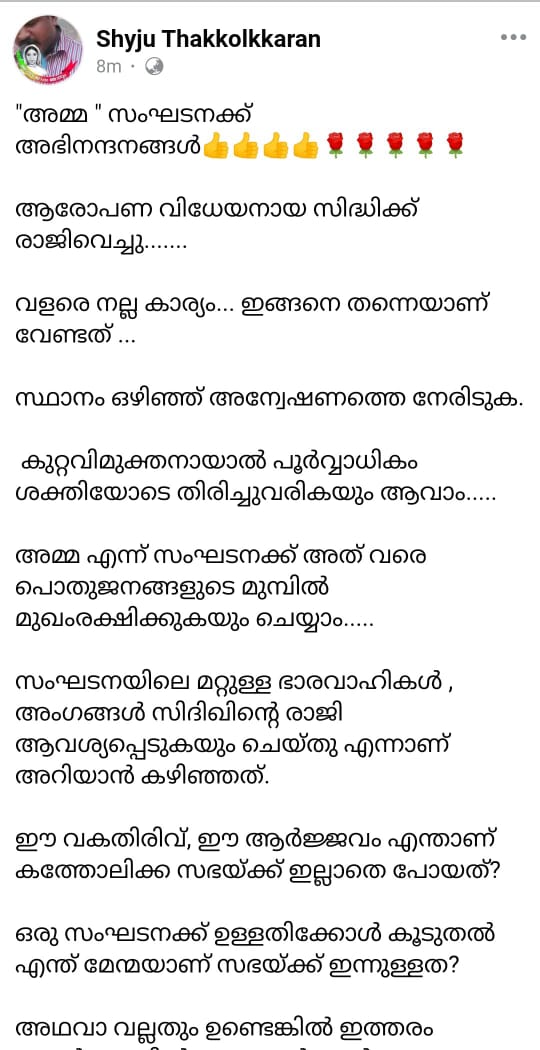 Shyju Thakkolkkaran
8m
"അമ്മ " സംഘടനക്ക്
അഭിനന്ദനങ്ങൾ👍👍👍👍🌹🌹🌹🌹🌹
ആരോപണ വിധേയനായ സിദ്ധിക്ക്
രാജിവെച്ചു.......
വളരെ നല്ല കാര്യം... ഇങ്ങനെ തന്നെയാണ്
വേണ്ടത് ...
സ്ഥാനം ഒഴിഞ്ഞ് അന്വേഷണത്തെ നേരിടുക.
കുറ്റവിമുക്തനായാൽ പൂർവ്വാധികം
ശക്തിയോടെ തിരിച്ചുവരികയും ആവാം.....
അമ്മ എന്ന് സംഘടനക്ക് അത് വരെ
പൊതുജനങ്ങളുടെ മുമ്പിൽ
മുഖംരക്ഷിക്കുകയും ചെയ്യാം.....
സംഘടനയിലെ മറ്റുള്ള ഭാരവാഹികൾ ,
അംഗങ്ങൾ സിദിഖിന്റെ രാജി
ആവശ്യപ്പെടുകയും ചെയ്തു എന്നാണ്
അറിയാൻ കഴിഞ്ഞത്.
ഈ വകതിരിവ്, ഈ ആർജ്ജവം എന്താണ്
കത്തോലിക്ക സഭയ്ക്ക് ഇല്ലാതെ പോയത്?
ഒരു സംഘടനക്ക് ഉള്ളതിക്കോൾ കൂടുതൽ
എന്ത് മേന്മയാണ് സഭയ്ക്ക് ഇന്നുള്ളത?
അഥവാ വല്ലതും ഉണ്ടെങ്കിൽ ഇത്തരം